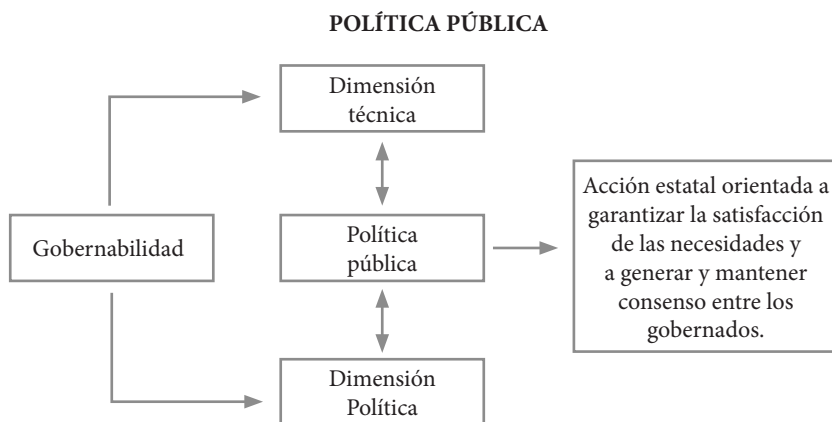 POLÍTICA PÚBLICA
Dimensión
técnica
Gobernabilidad
Política
pública
Acción estatal orientada a
garantizar la satisfacción
de las necesidades y
a generar y mantener
consenso entre los
gobernados.
Dimensión
Política